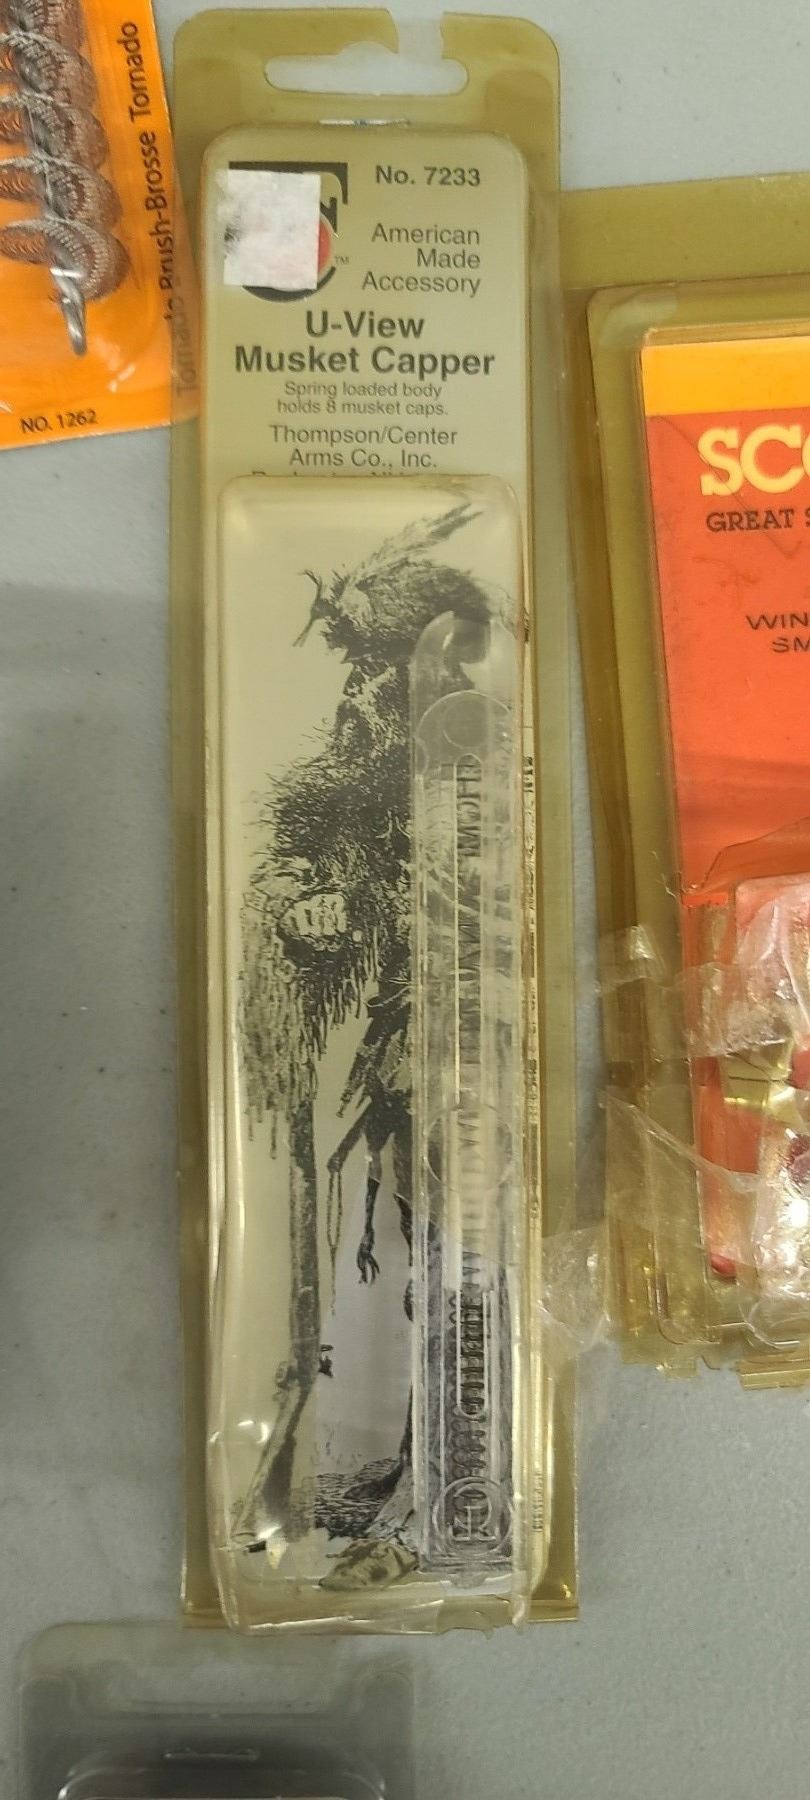 Tornado Brush-Brosse Tornado
NO. 1262
No. 7233
TM
American
Made
Accessory
U-View
Musket Capper
Spring loaded body
holds 8 musket caps.
Thompson/Center
Arms Co., Inc.
GREAT
WIN
SM